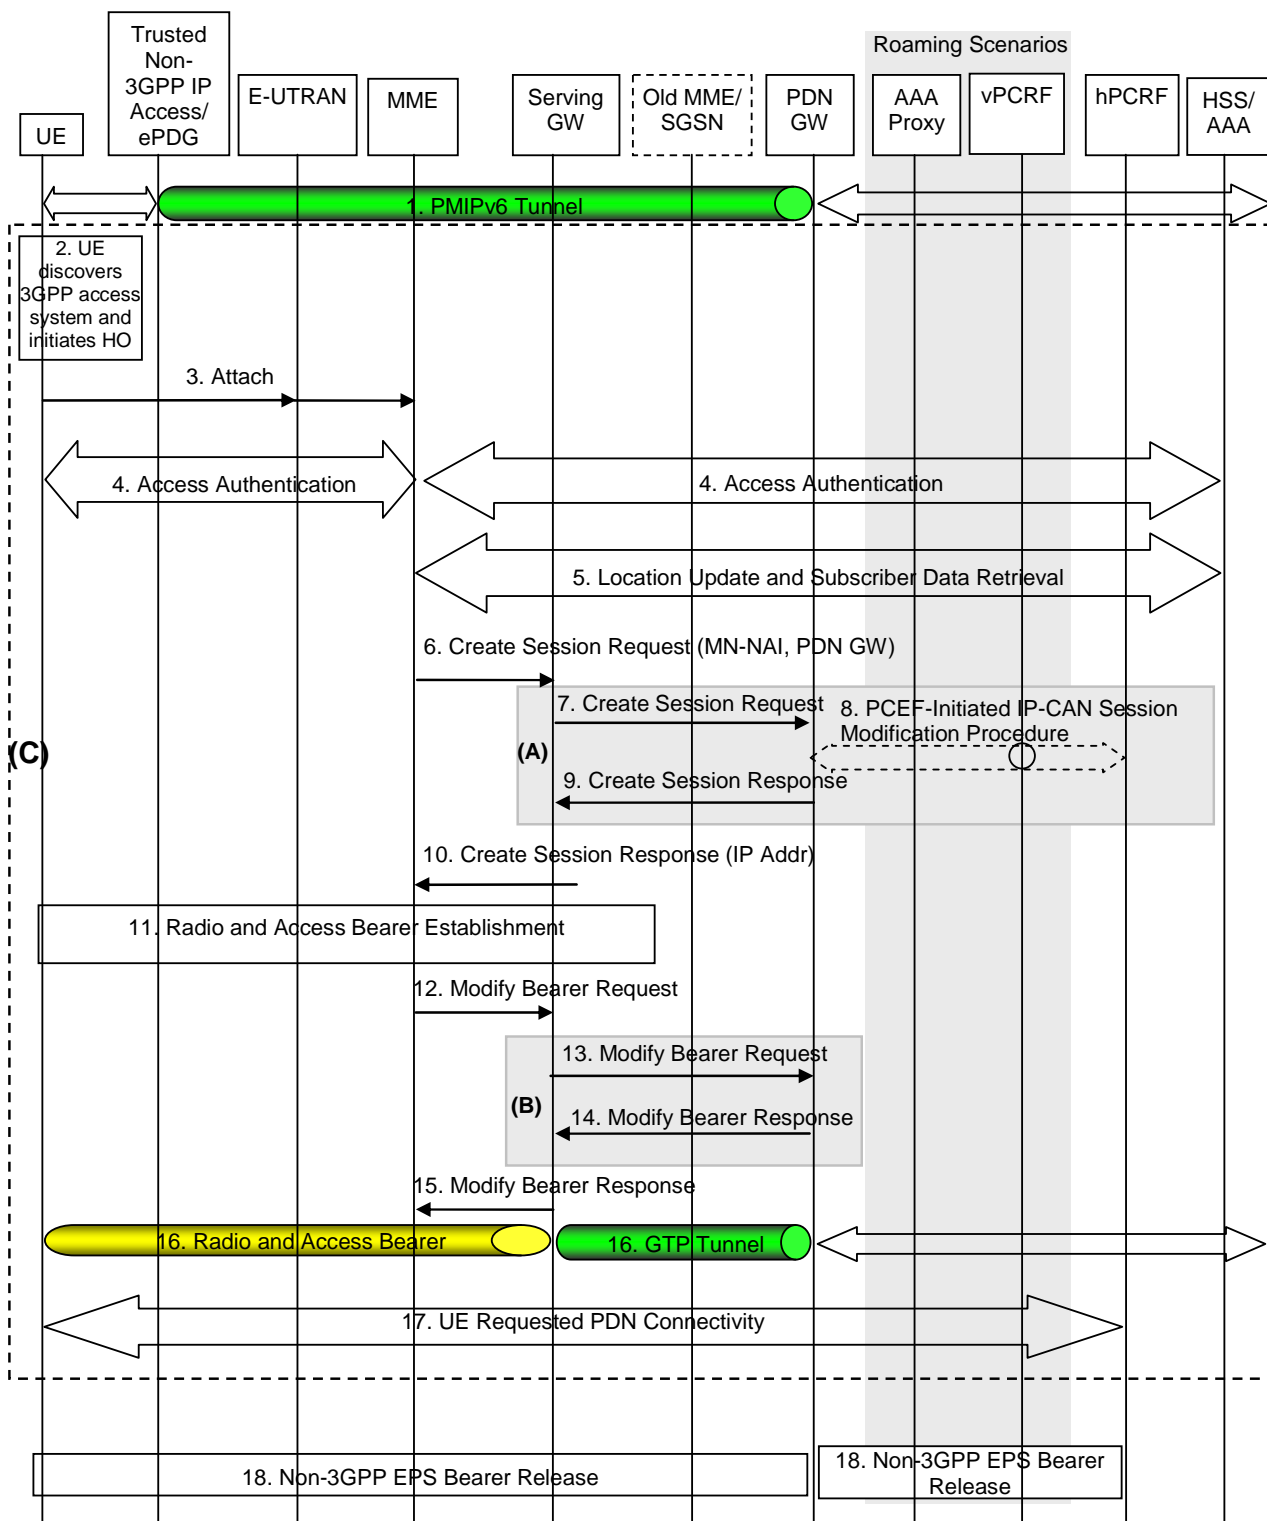 Roaming Scenarios
UE
Trusted
Non-
3GPP IP
Access/
ePDG
E-UTRAN
MME
Serving
GW
Old MME/
SGSN
PDN
GW
AAA
Proxy
vPCRF
hPCRF
HSS/
AAA
1. PMIPv6 Tunnel
2. UE
discovers
3GPP access
system and
initiates HO
3. Attach
4. Access Authentication
4. Access Authentication
5. Location Update and Subscriber Data Retrieval
6. Create Session Request (MN-NAI, PDN GW)
7. Create Session Request
8. PCEF-Initiated IP-CAN Session
Modification Procedure
(C)
(A)
9. Create Session Response
10. Create Session Response (IP Addr)
11. Radio and Access Bearer Establishment
12. Modify Bearer Request
13. Modify Bearer Request
(B)
14. Modify Bearer Response
15. Modify Bearer Response
16. Radio and Access Bearer
16. GTP Tunnel
17. UE Requested PDN Connectivity
18. Non-3GPP EPS Bearer Release
18. Non-3GPP EPS Bearer
Release